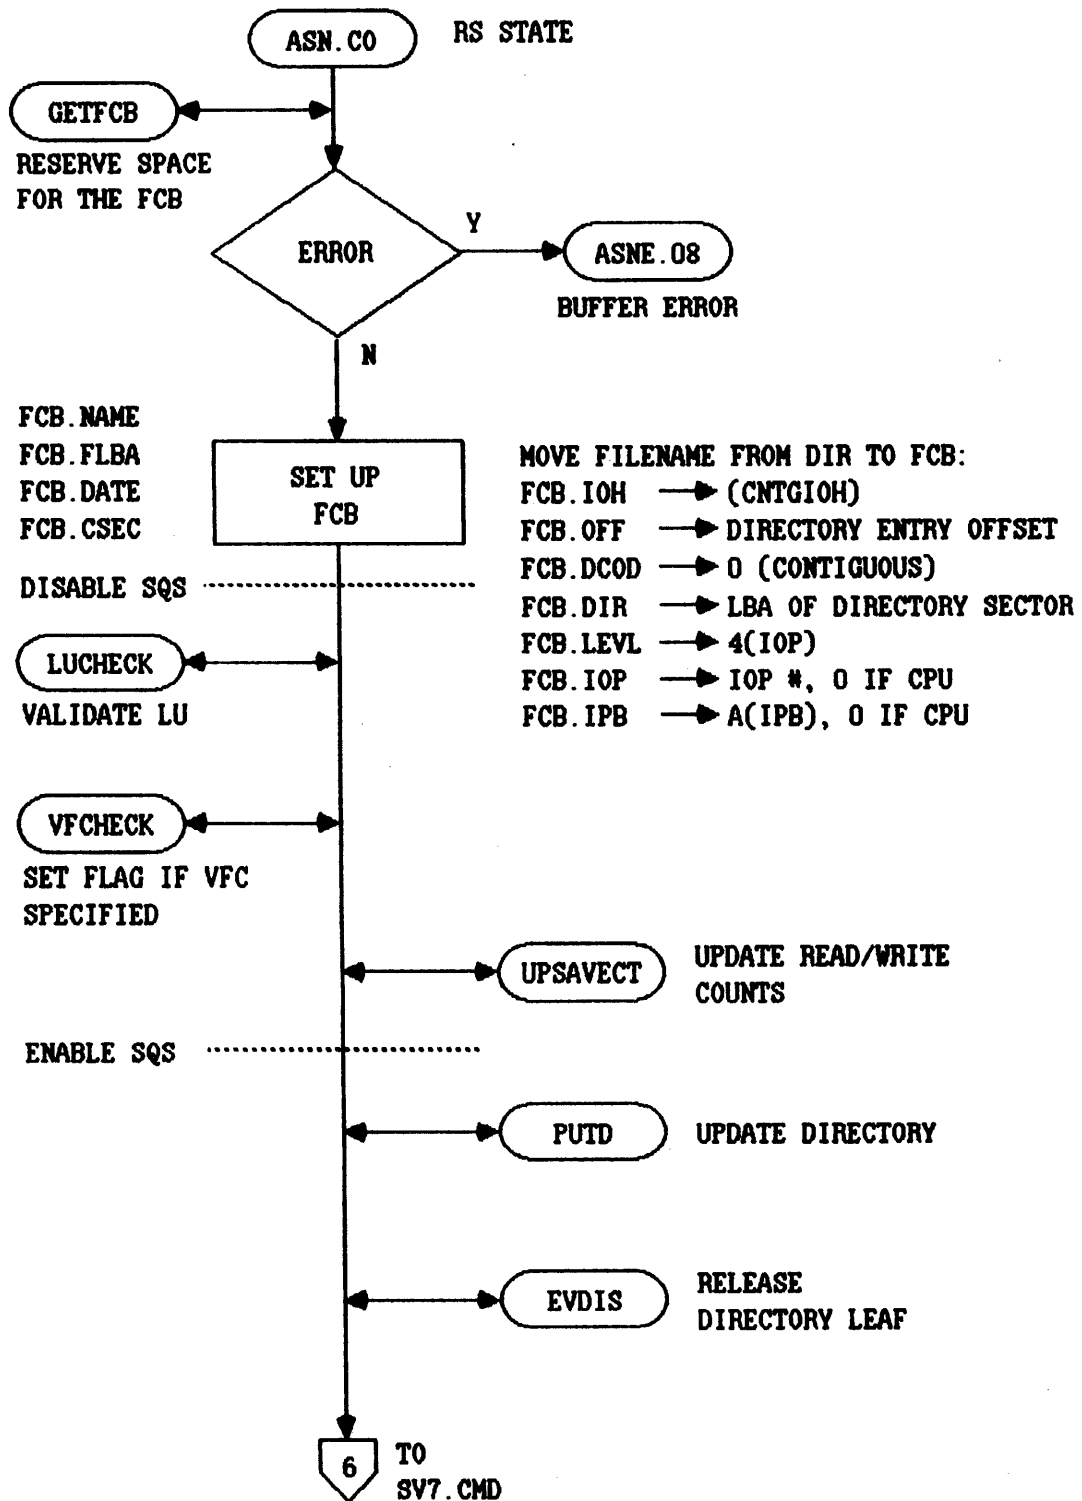 ASN.CO
RS STATE
GETFCB
RESERVE SPACE
FOR THE FCB
ERROR
Y
ASNE.08
BUFFER ERROR
N
FCB.NAME
FCB.FLBA
FCB.DATE
FCB.CSEC
SET UP
FCB
MOVE FILENAME FROM DIR TO FCB:
FCB.IOH → (CNTGIOH)
FCB.OFF → DIRECTORY ENTRY OFFSET
FCB.DCOD → 0 (CONTIGUOUS)
FCB.DIR → LBA OF DIRECTORY SECTOR
FCB.LEVL → 4(IOP)
FCB.IOP → IOP #, 0 IF CPU
FCB.IPB → A(IPB), 0 IF CPU
DISABLE SQS
LUCHECK
VALIDATE LU
VFCHECK
SET FLAG IF VFC
SPECIFIED
UPSAVECT
UPDATE READ/WRITE
COUNTS
ENABLE SQS
PUTD
UPDATE DIRECTORY
EVDIS
RELEASE
DIRECTORY LEAF
6
TO
SV7.CMD